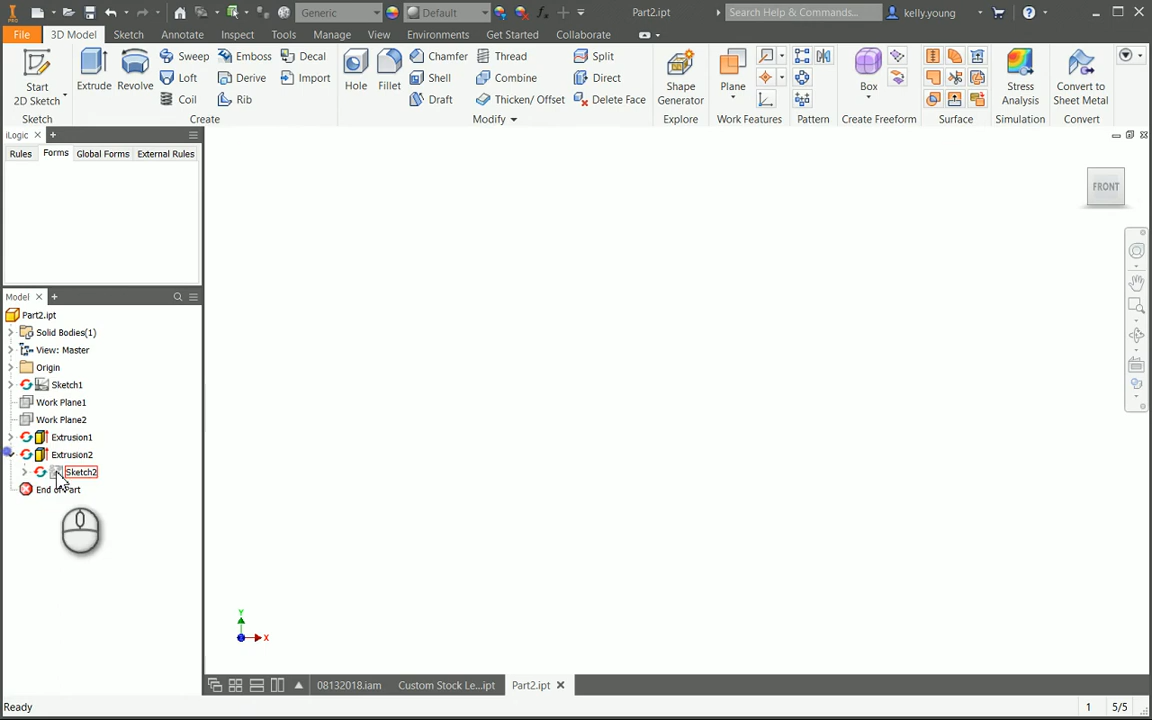 PRO
Generic
Default
Part2.ipt
Search Help & Commands...
kelly.young
File
3D Model
Sketch
Annotate
Inspect
Tools
Manage
View
Environments
Get Started
Collaborate
Start
2D Sketch
Extrude
Revolve
Sweep
Emboss
Decal
Loft
Derive
Import
Coil
Rib
Hole
Fillet
Chamfer
Thread
Split
Shell
Combine
Direct
Draft
Thicken/ Offset
Delete Face
Shape
Generator
Plane
Box
Stress
Analysis
Convert to
Sheet Metal
Sketch
Create
Modify
Explore
Work Features
Pattern
Create Freeform
Surface
Simulation
Convert
iLogic
Rules
Forms
Global Forms
External Rules
FRONT
Model
Part2.ipt
Solid Bodies(1)
View: Master
Origin
Sketch1
Work Plane1
Work Plane2
Extrusion1
Extrusion2
Sketch2
End of Part
Y
X
08132018.iam
Custom Stock Le...ipt
Part2.ipt
Ready
1
5/5